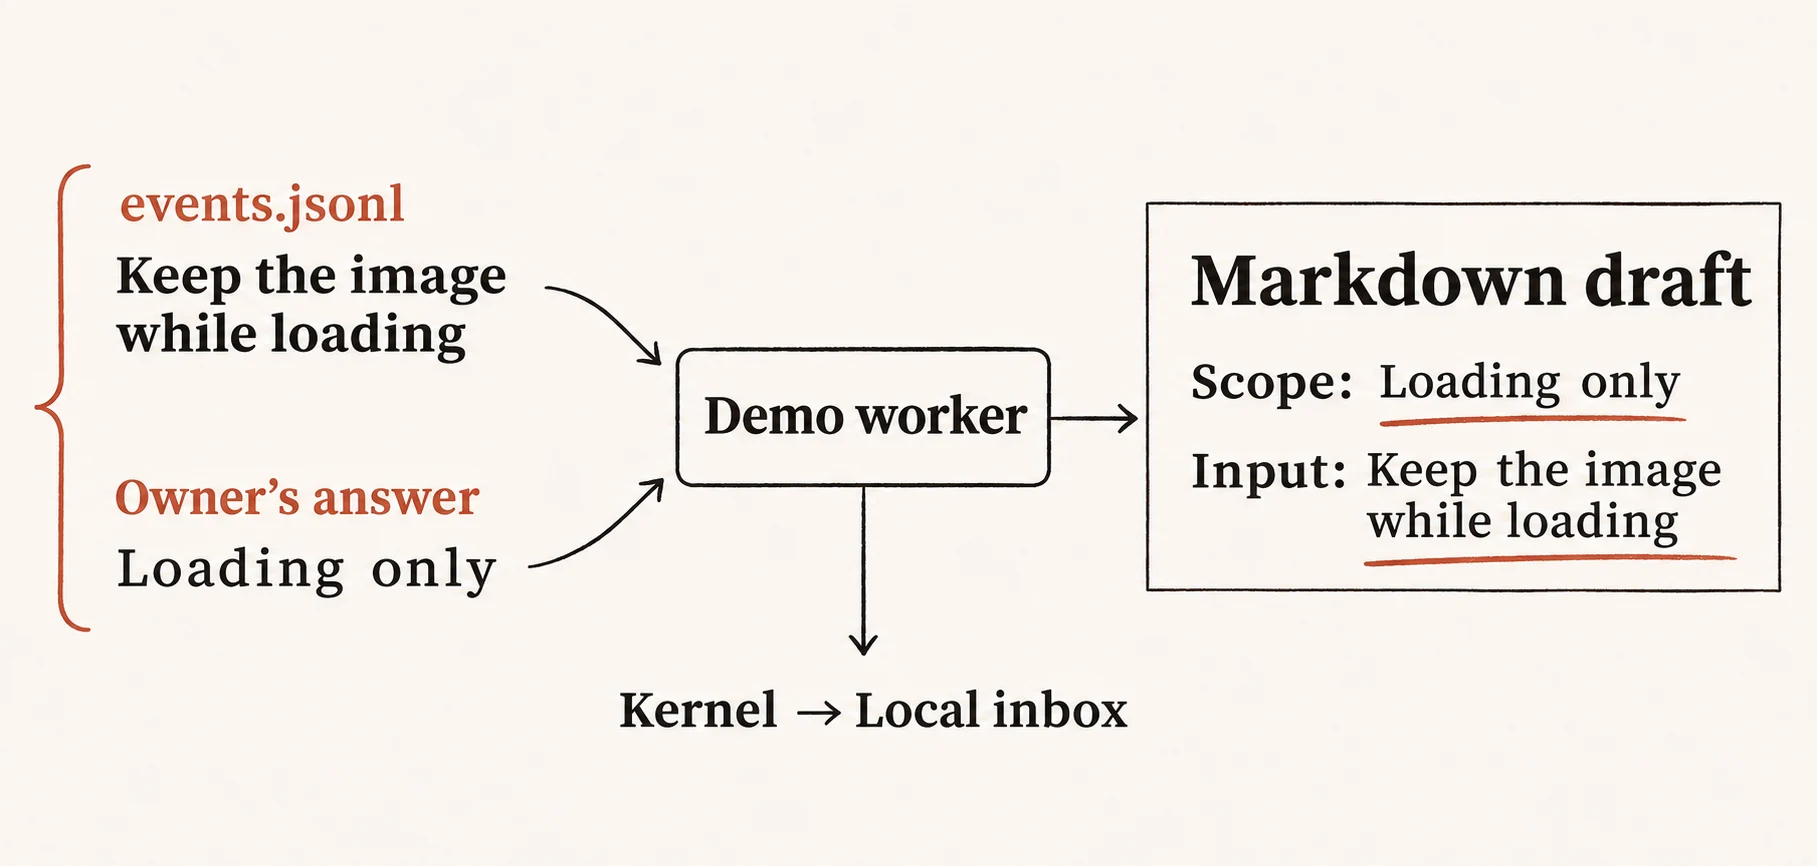 events.jsonl
Keep the image
while loading
Owner’s answer
Loading only
Demo worker
Kernel → Local inbox
Markdown draft
Scope: Loading only
Input: Keep the image
while loading